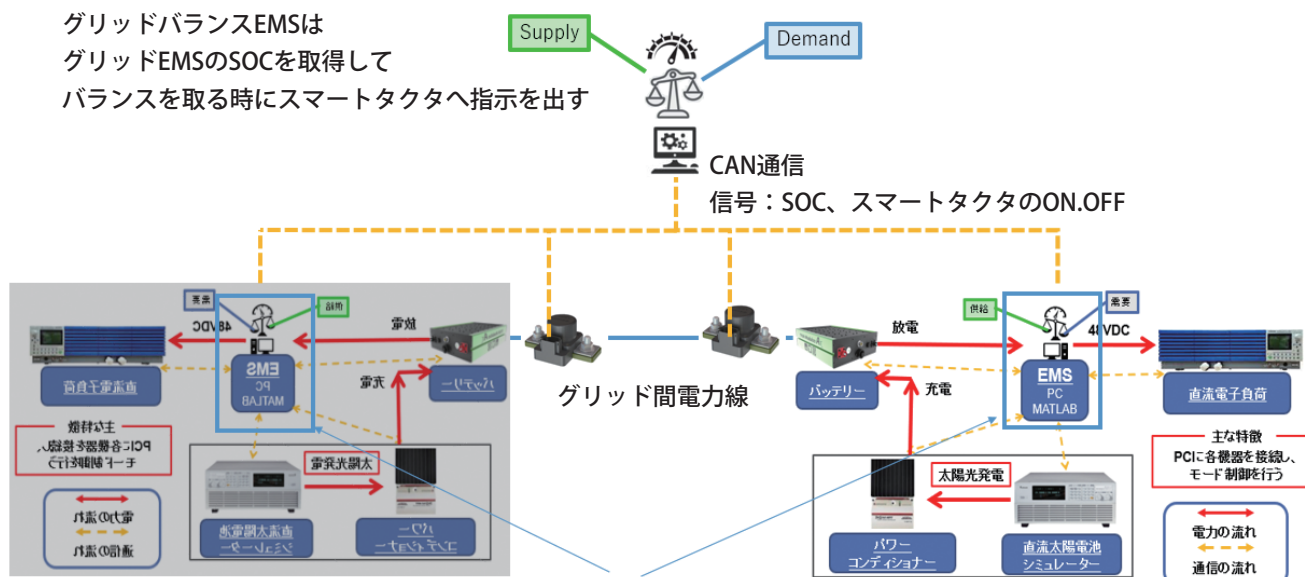 グリッドバランスEMSは
グリッドEMSのSOCを取得して
バランスを取る時にスマートタクタへ指示を出す
Supply
Demand
CAN通信
信号：SOC、スマートタクタのON.OFF
需要
供給
48VDC
放電
充電
EMS
PC
MATLAB
バッテリー
直流電子負荷
主な特徴
PCに各機器を接続し、
モード制御を行う
太陽光発電
電力の流れ
通信の流れ
直流太陽電池
シミュレーター
パワー
コンディショナー
グリッド間電力線
供給
需要
放電
48VDC
充電
EMS
PC
MATLAB
バッテリー
直流電子負荷
主な特徴
PCに各機器を接続し、
モード制御を行う
太陽光発電
パワー
コンディショナー
直流太陽電池
シミュレーター
電力の流れ
通信の流れ